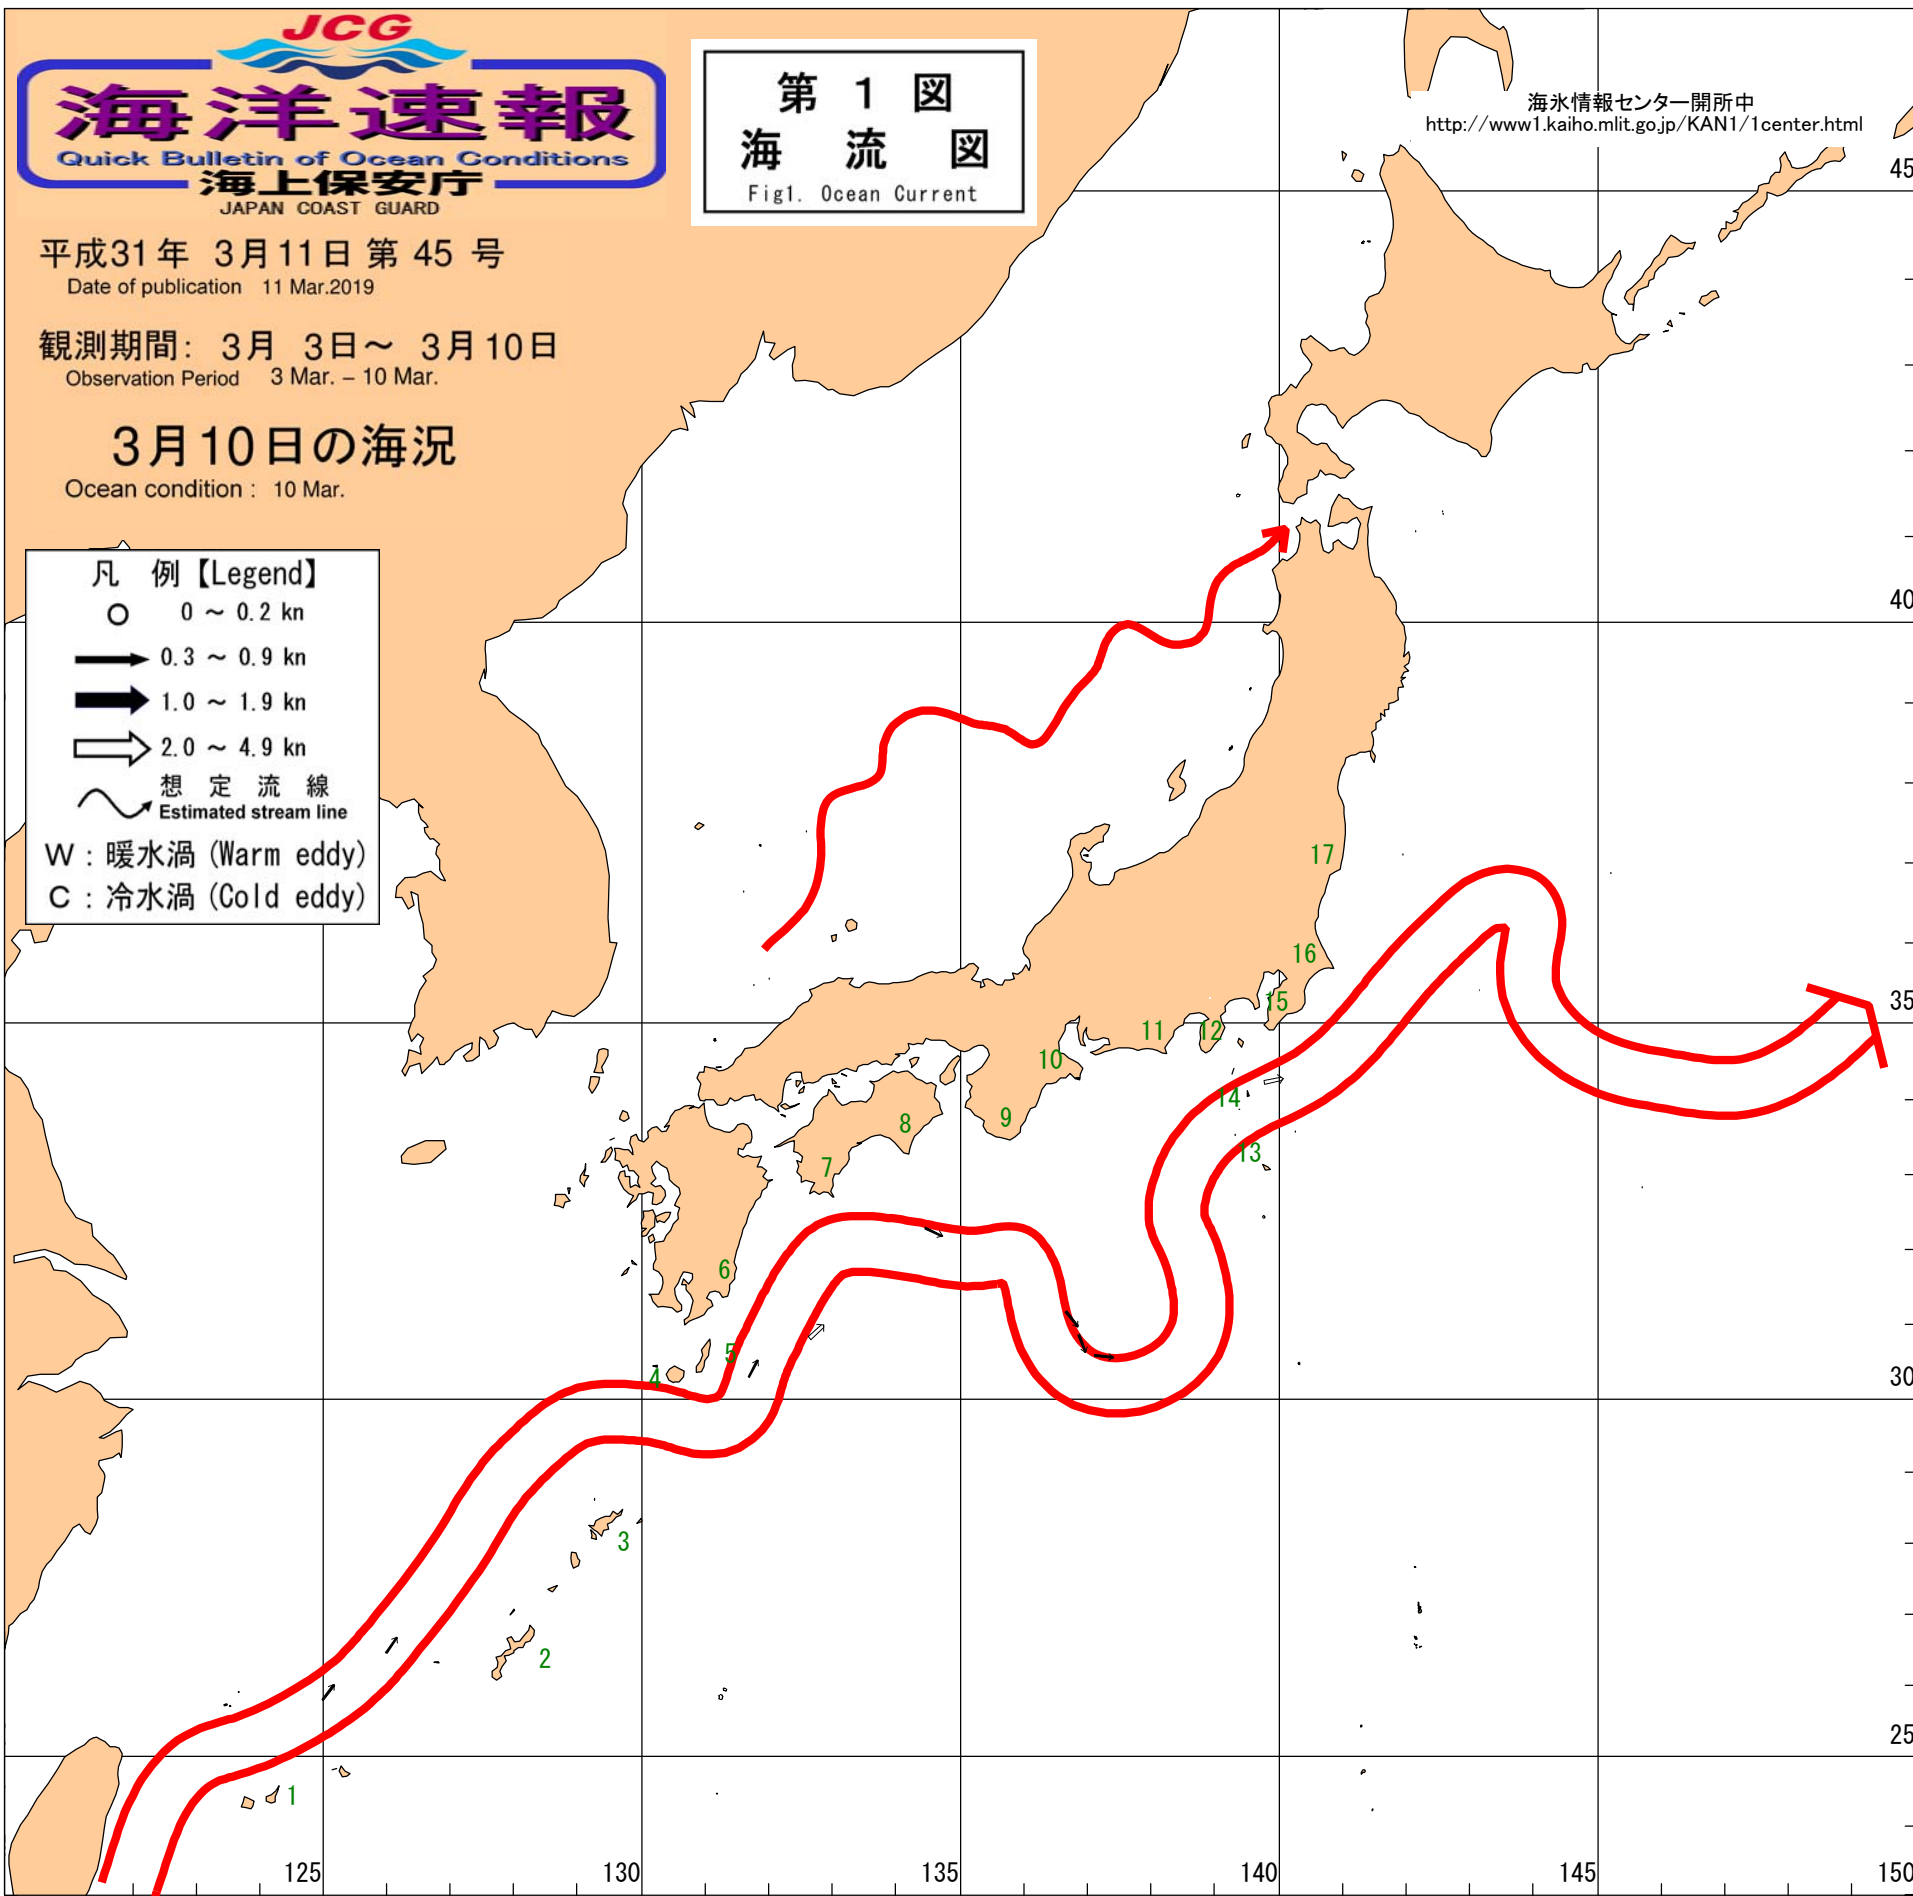 JCG
海洋速報
Quick Bulletin of Ocean Conditions
海上保安庁
JAPAN COAST GUARD
第 1 図
海 流 図
Fig1. Ocean Current
海氷情報センター開所中
http://www1.kaiho.mlit.go.jp/KAN1/1center.html
平成31年 3月11日 第 45 号
Date of publication 11 Mar.2019
観測期間: 3月 3日~ 3月10日
Observation Period 3 Mar. – 10 Mar.
3月10日の海況
Ocean condition : 10 Mar.
凡 例【Legend】
0 ~ 0.2 kn
0.3 ~ 0.9 kn
1.0 ~ 1.9 kn
2.0 ~ 4.9 kn
想 定 流 線
Estimated stream line
W : 暖水渦 (Warm eddy)
C : 冷水渦 (Cold eddy)
45
40
17
16
35
15
11
12
10
14
9
8
13
7
6
5
4
30
3
2
25
1
125
130
135
140
145
150